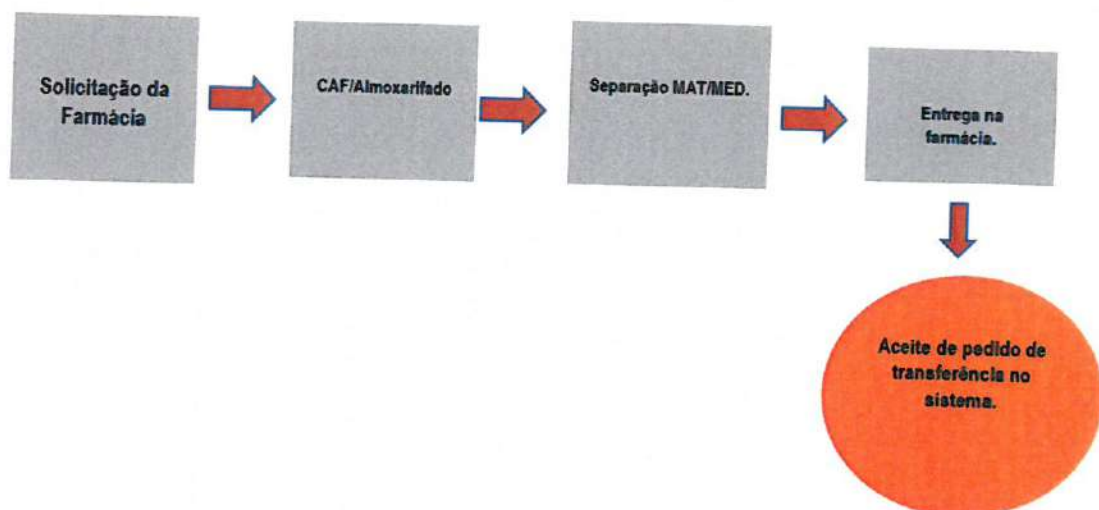 Solicitação da
Farmácia
CAF/Almoxarifado
Separação MAT/MED.
Entrega na
farmácia.
Aceite de pedido de
transferência no
sistema.